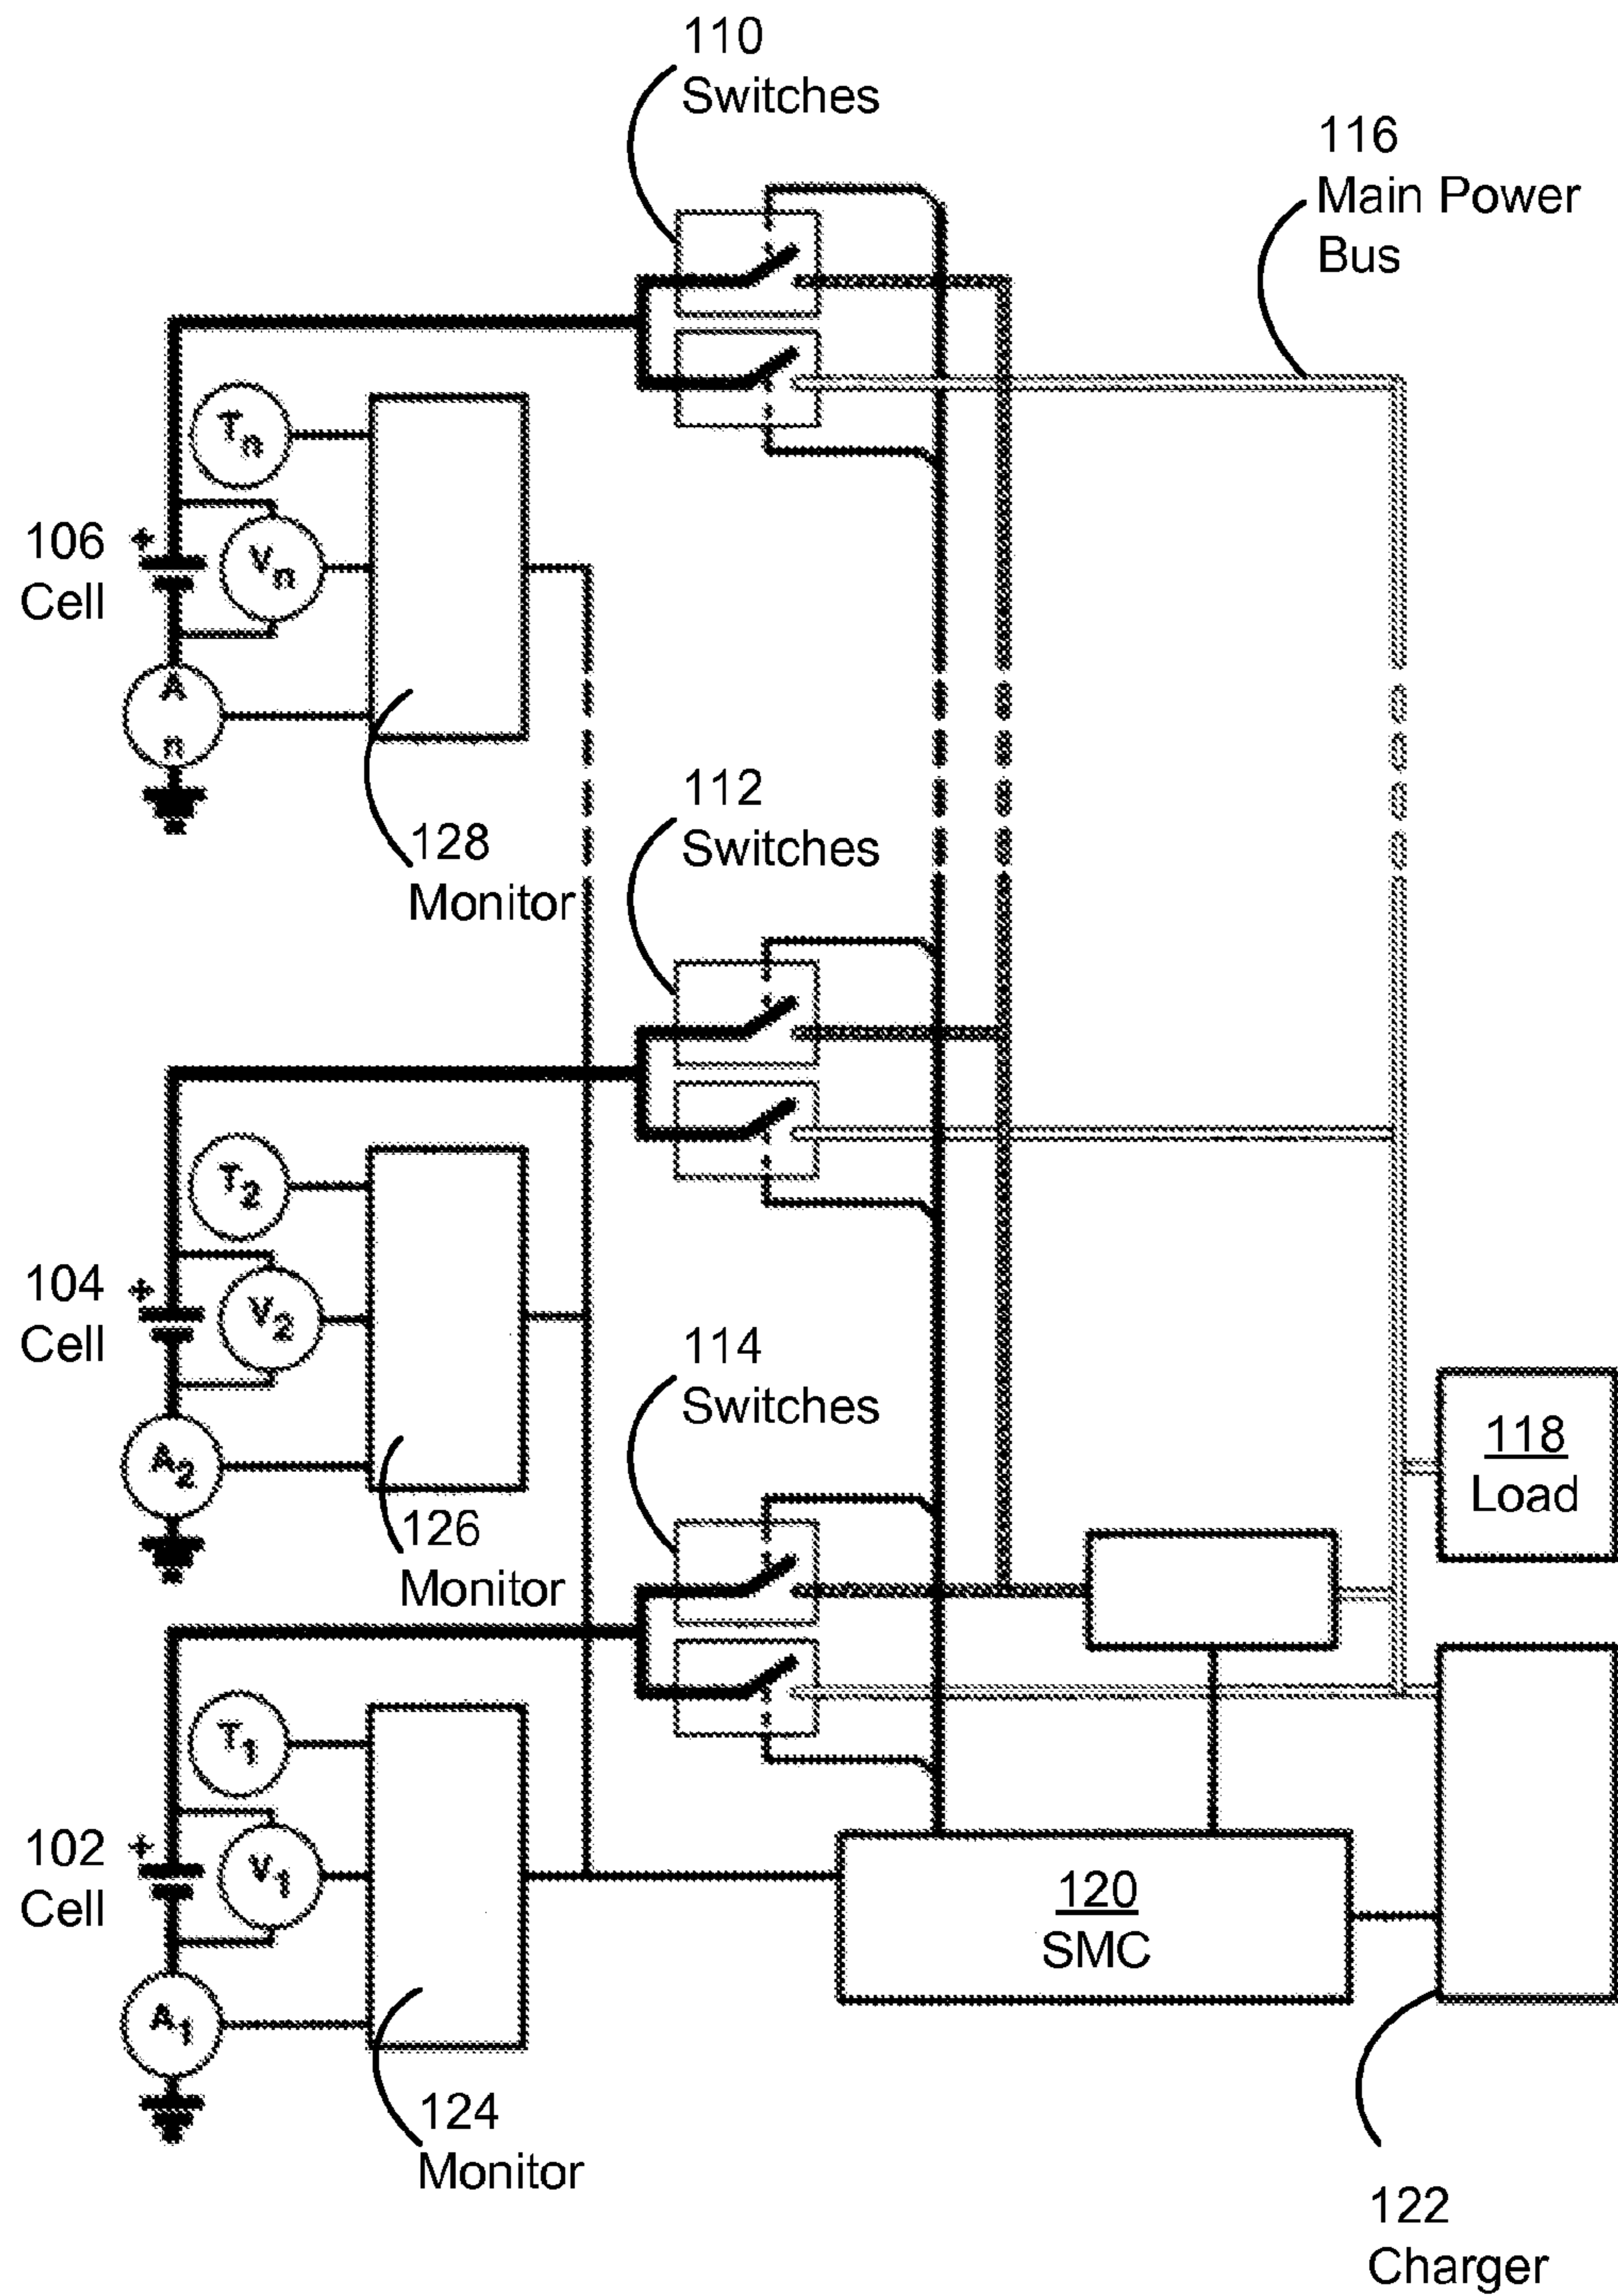 110
Switches
116
Main Power
Bus
Tn
106
Cell
+
Vn
A
n
128
Monitor
112
Switches
T2
104
Cell
+
V2
A2
126
Monitor
114
Switches
118
Load
T1
102
Cell
+
V1
A1
124
Monitor
120
SMC
122
Charger